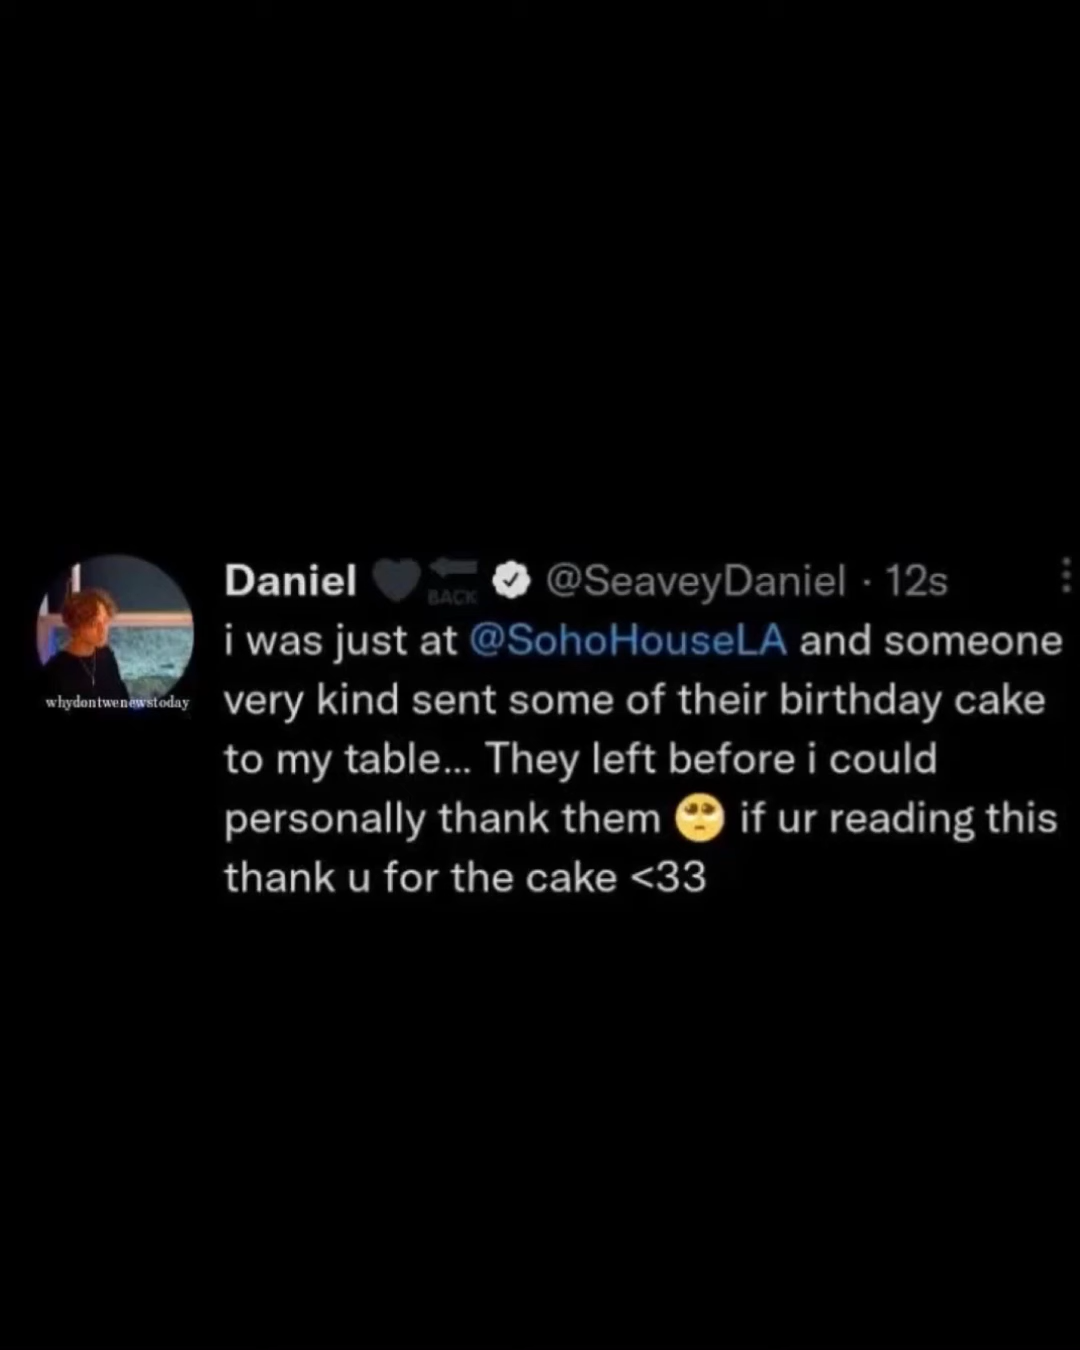 Daniel 🖤🔙 @SeaveyDaniel · 12s
i was just at @SohoHouseLA and someone
very kind sent some of their birthday cake
to my table... They left before i could
personally thank them 🥺 if ur reading this
thank u for the cake <33
whydontwenewstoday